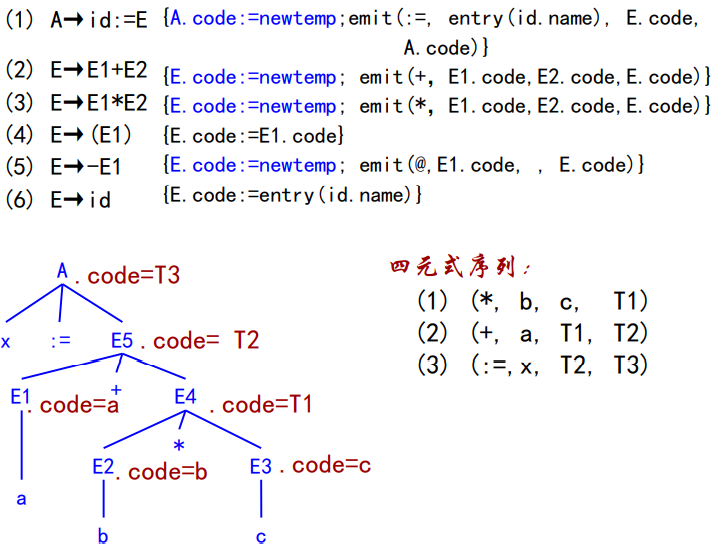 (1) A→id:=E {A.code:=newtemp;emit(:=, entry(id.name), E.code,
A.code)}
(2) E→E1+E2 {E.code:=newtemp; emit(+, E1.code,E2.code,E.code)}
(3) E→E1*E2 {E.code:=newtemp; emit(*, E1.code,E2.code,E.code)}
(4) E→(E1) {E.code:=E1.code}
(5) E→-E1 {E.code:=newtemp; emit(@,E1.code, , E.code)}
(6) E→id {E.code:=entry(id.name)}
A.code=T3
x := E5.code= T2
E1.code=a + E4.code=T1
*
E2.code=b E3.code=c
a
b c
四元式序列：
(1) (*, b, c, T1)
(2) (+, a, T1, T2)
(3) (:=,x, T2, T3)